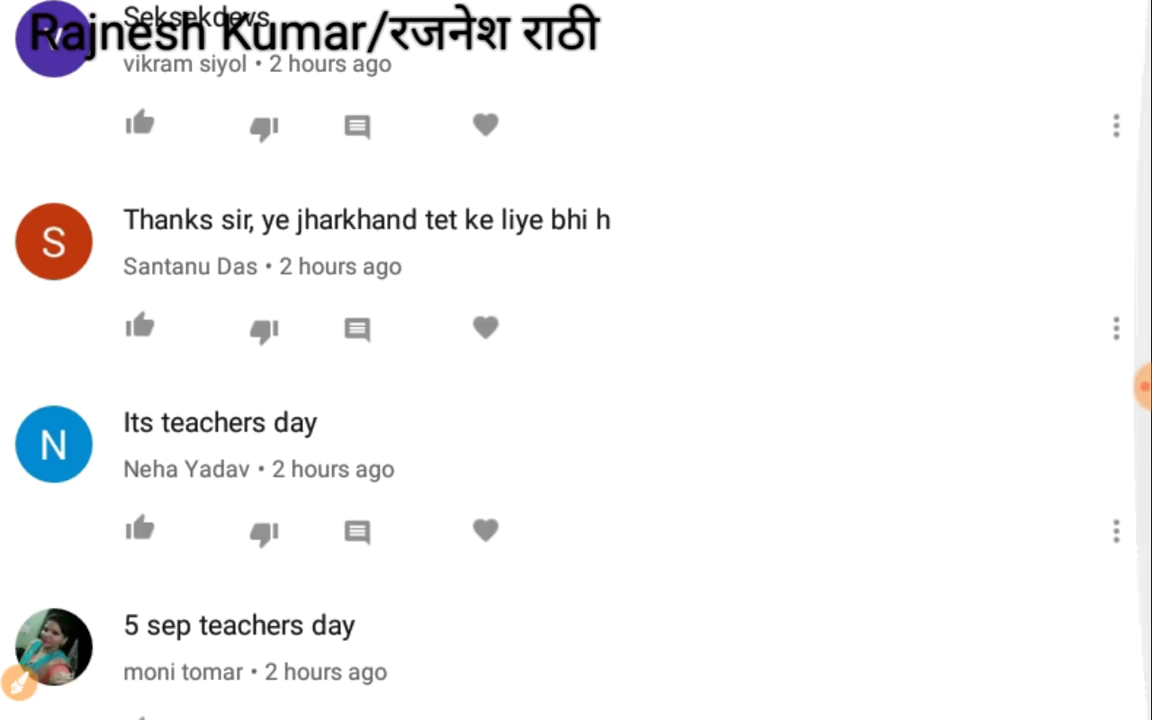 Seksekdevs
Rajnesh Kumar/रजनेश राठी
vikram siyol • 2 hours ago
S
Thanks sir, ye jharkhand tet ke liye bhi h
Santanu Das • 2 hours ago
N
Its teachers day
Neha Yadav • 2 hours ago
5 sep teachers day
moni tomar • 2 hours ago